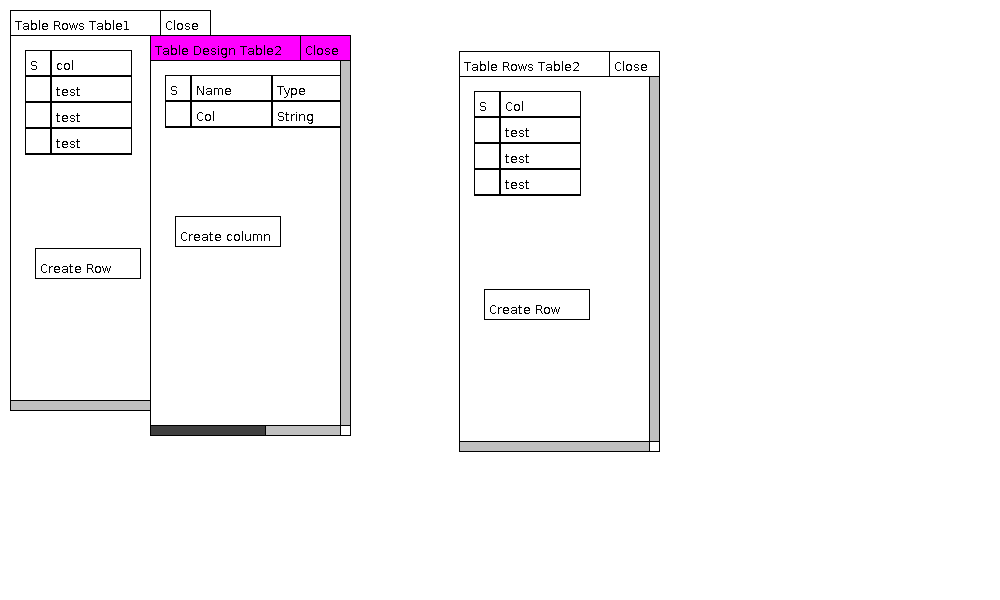 Table Rows Table1 Close
S col
test
test
test
Create Row
Table Design Table2 Close
S Name Type
Col String
Create column
Table Rows Table2 Close
S Col
test
test
test
Create Row